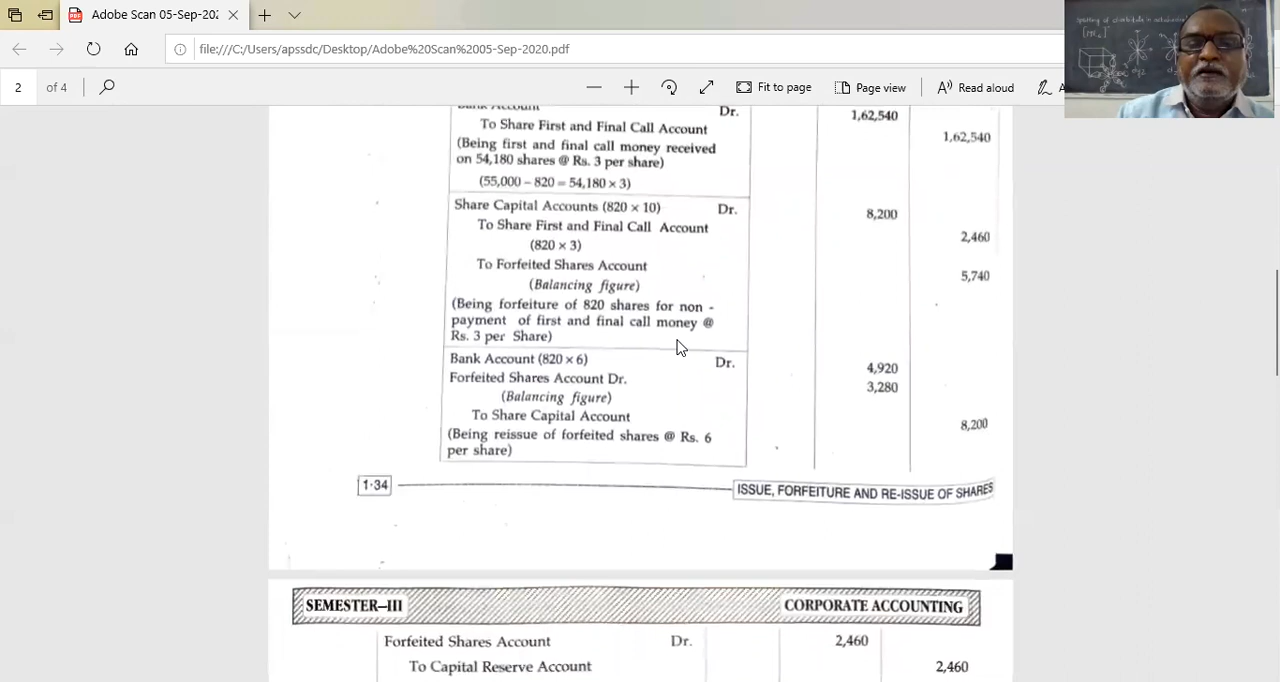 Adobe Scan 05-Sep-202
file:///C:/Users/apssdc/Desktop/Adobe%20Scan%2005-Sep-2020.pdf
2 of 4
Fit to page
Page view
Read aloud
Bank Account Dr. 1,62,540
To Share First and Final Call Account 1,62,540
(Being first and final call money received
on 54,180 shares @ Rs. 3 per share)
(55,000 – 820 = 54,180 × 3)
Share Capital Accounts (820 × 10) Dr. 8,200
To Share First and Final Call Account 2,460
(820 × 3)
To Forfeited Shares Account 5,740
(Balancing figure)
(Being forfeiture of 820 shares for non -
payment of first and final call money @
Rs. 3 per Share)
Bank Account (820 × 6) Dr. 4,920
Forfeited Shares Account Dr. 3,280
(Balancing figure)
To Share Capital Account 8,200
(Being reissue of forfeited shares @ Rs. 6
per share)
1·34 ISSUE, FORFEITURE AND RE-ISSUE OF SHARES
SEMESTER–III CORPORATE ACCOUNTING
Forfeited Shares Account Dr. 2,460
To Capital Reserve Account 2,460